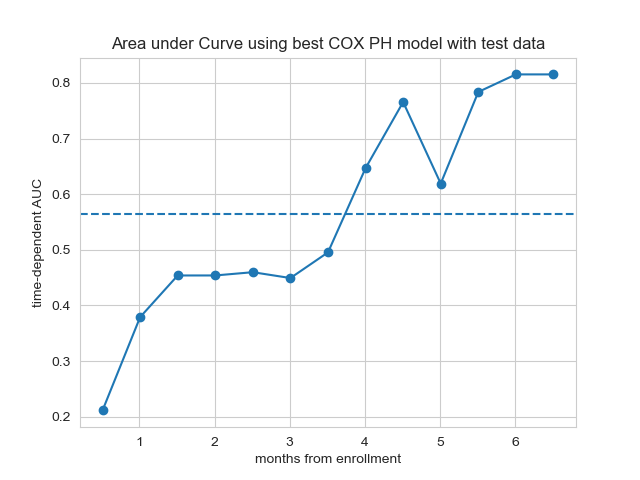 Area under Curve using best COX PH model with test data
time-dependent AUC
0.8
0.7
0.6
0.5
0.4
0.3
0.2
1 2 3 4 5 6
months from enrollment